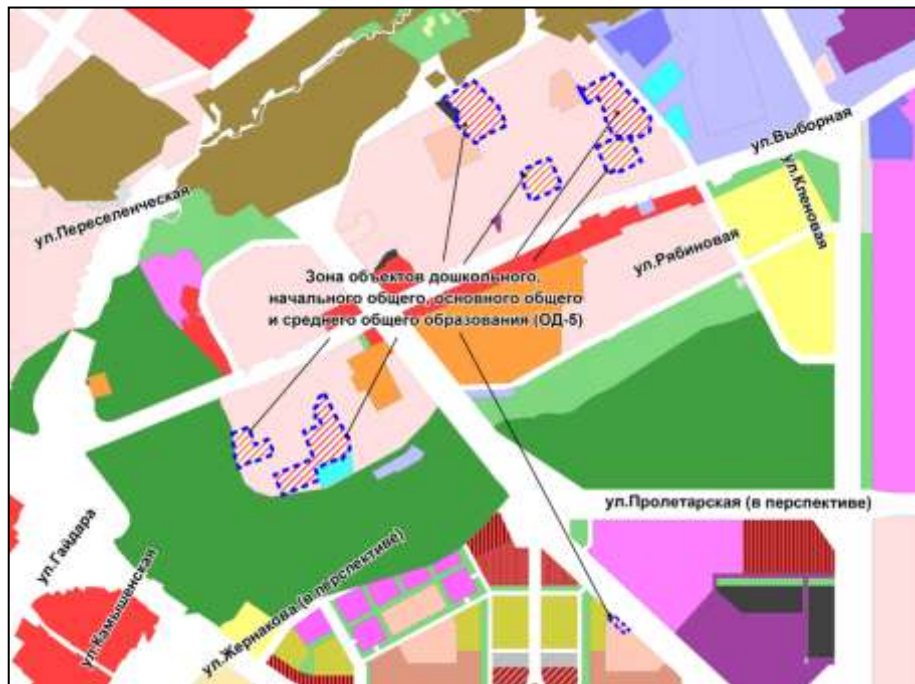 ул.Выборная
ул.Кленовая
ул.Переселенческая
ул.Рябиновая
Зона объектов дошкольного,
начального общего, основного общего
и среднего общего образования (ОД-5)
ул.Пролетарская (в перспективе)
ул.Гайдара
ул.Камышенская
ул.Жернакова (в перспективе)